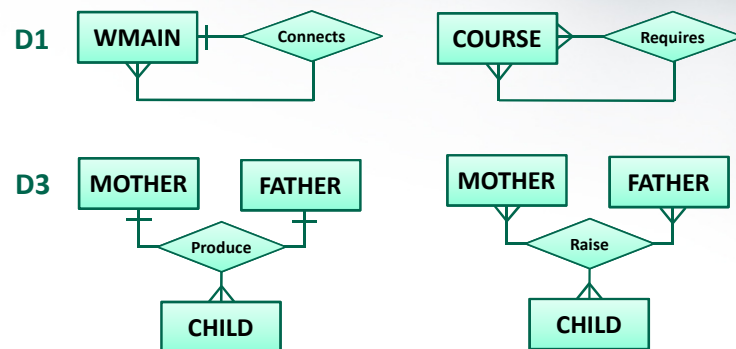 D1
WMAIN
Connects
COURSE
Requires
D3
MOTHER
FATHER
Produce
CHILD
MOTHER
FATHER
Raise
CHILD